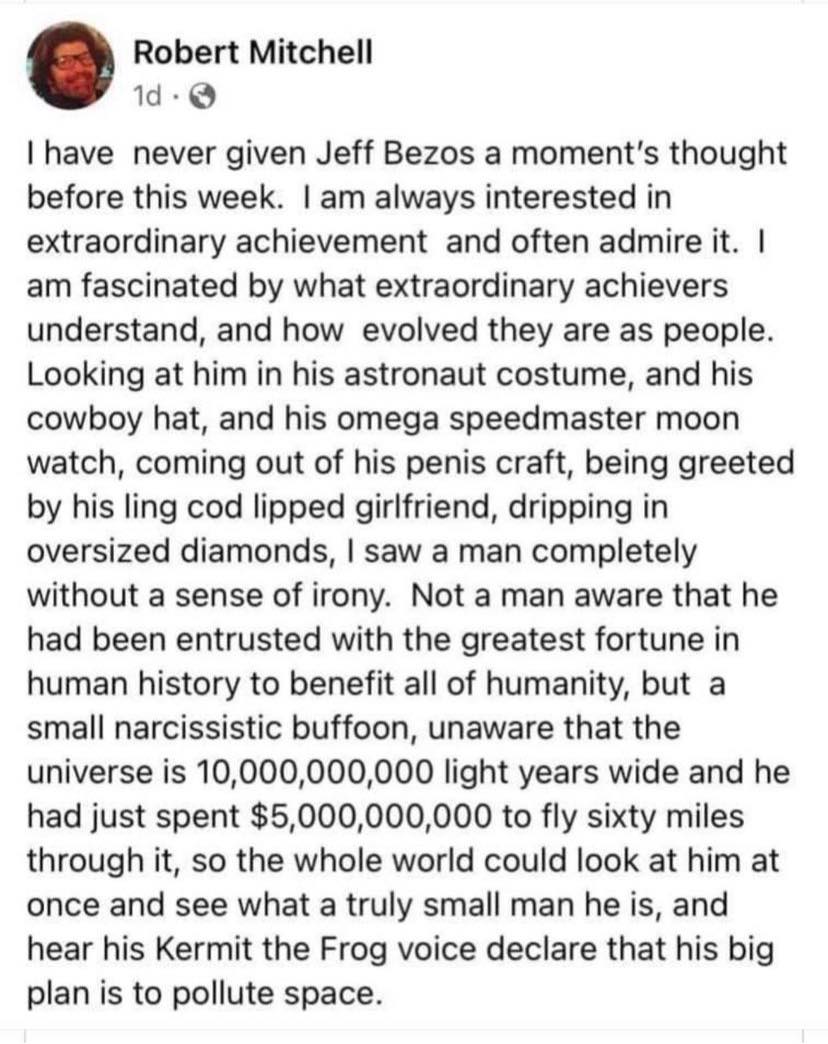 Robert Mitchell
1d ·
I have  never given Jeff Bezos a moment's thought
before this week.  I am always interested in
extraordinary achievement  and often admire it.  I
am fascinated by what extraordinary achievers
understand, and how  evolved they are as people.
Looking at him in his astronaut costume, and his
cowboy hat, and his omega speedmaster moon
watch, coming out of his penis craft, being greeted
by his ling cod lipped girlfriend, dripping in
oversized diamonds, I saw a man completely
without a sense of irony.  Not a man aware that he
had been entrusted with the greatest fortune in
human history to benefit all of humanity, but  a
small narcissistic buffoon, unaware that the
universe is 10,000,000,000 light years wide and he
had just spent $5,000,000,000 to fly sixty miles
through it, so the whole world could look at him at
once and see what a truly small man he is, and
hear his Kermit the Frog voice declare that his big
plan is to pollute space.